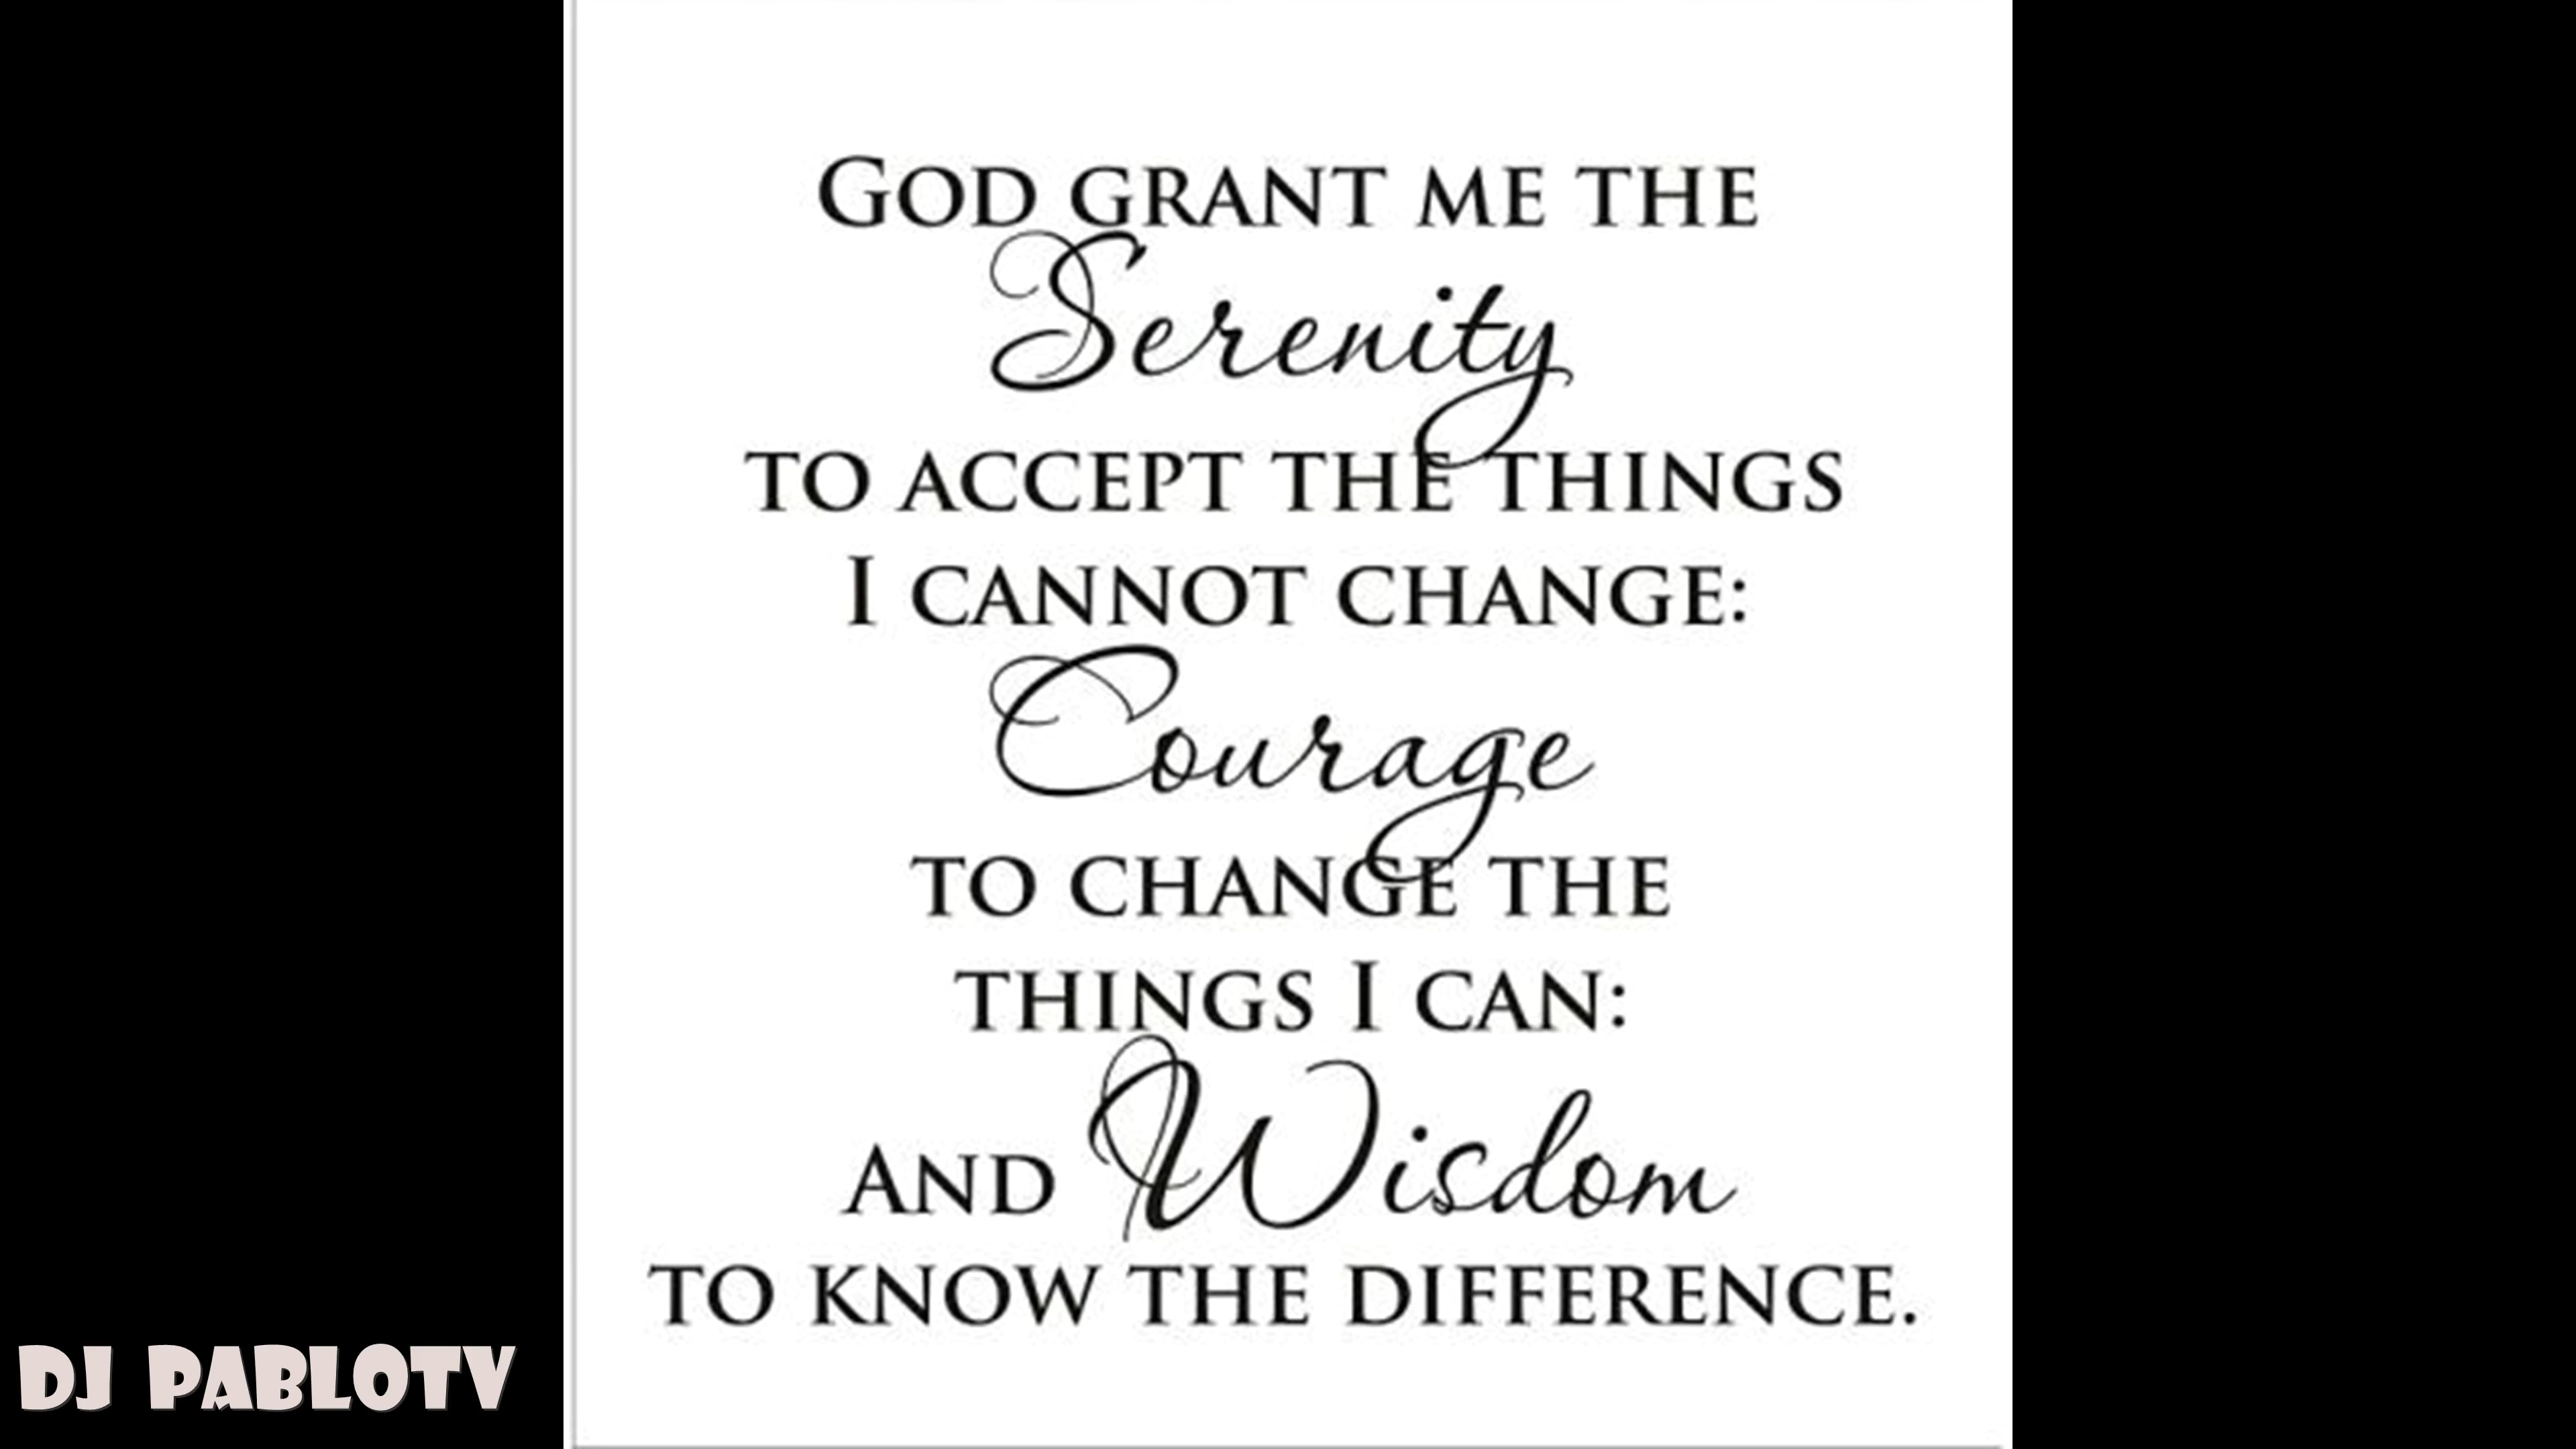 God grant me the
Serenity
to accept the things
I cannot change:
Courage
to change the
things I can:
And Wisdom
to know the difference.
DJ PABLOTV